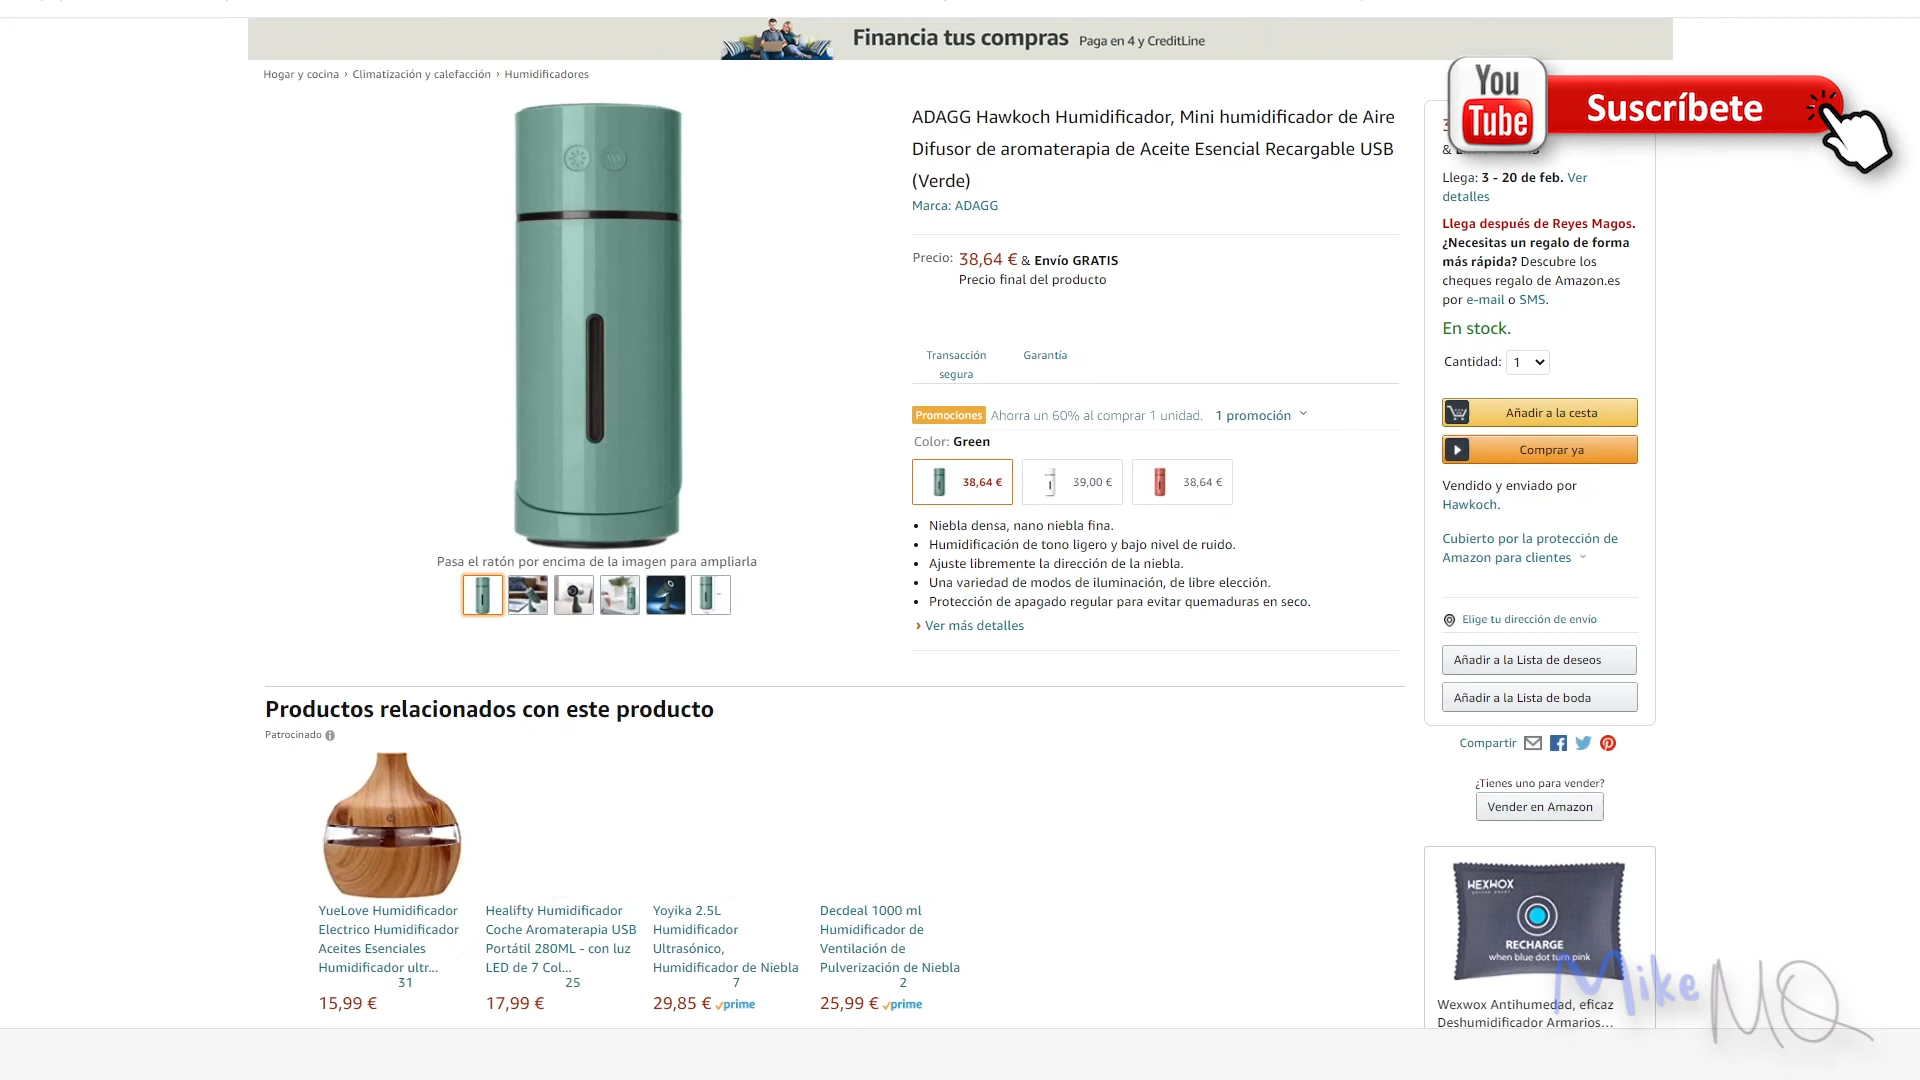 Financia tus compras Paga en 4 y CreditLine
Hogar y cocina › Climatización y calefacción › Humidificadores
You
Tube
Suscríbete
ADAGG Hawkoch Humidificador, Mini humidificador de Aire
Difusor de aromaterapia de Aceite Esencial Recargable USB
(Verde)
Marca: ADAGG
Precio: 38,64 € & Envío GRATIS
Precio final del producto
Transacción
segura
Garantía
Promociones Ahorra un 60% al comprar 1 unidad. 1 promoción
Color: Green
38,64 €
39,00 €
38,64 €
• Niebla densa, nano niebla fina.
• Humidificación de tono ligero y bajo nivel de ruido.
• Ajuste libremente la dirección de la niebla.
• Una variedad de modos de iluminación, de libre elección.
• Protección de apagado regular para evitar quemaduras en seco.
› Ver más detalles
Pasa el ratón por encima de la imagen para ampliarla
Llega: 3 - 20 de feb. Ver
detalles
Llega después de Reyes Magos.
¿Necesitas un regalo de forma
más rápida? Descubre los
cheques regalo de Amazon.es
por e-mail o SMS.
En stock.
Cantidad: 1
Añadir a la cesta
Comprar ya
Vendido y enviado por
Hawkoch.
Cubierto por la protección de
Amazon para clientes
Elige tu dirección de envío
Añadir a la Lista de deseos
Añadir a la Lista de boda
Compartir
¿Tienes uno para vender?
Vender en Amazon
Productos relacionados con este producto
Patrocinado
YueLove Humidificador
Electrico Humidificador
Aceites Esenciales
Humidificador ultr...
31
15,99 €
Healifty Humidificador
Coche Aromaterapia USB
Portátil 280ML - con luz
LED de 7 Col...
25
17,99 €
Yoyika 2.5L
Humidificador
Ultrasónico,
Humidificador de Niebla
7
29,85 € prime
Decdeal 1000 ml
Humidificador de
Ventilación de
Pulverización de Niebla
2
25,99 € prime
WEXWOX
RECHARGE
when blue dot turn pink
Wexwox Antihumedad, eficaz
Deshumidificador Armarios...
Mike MQ